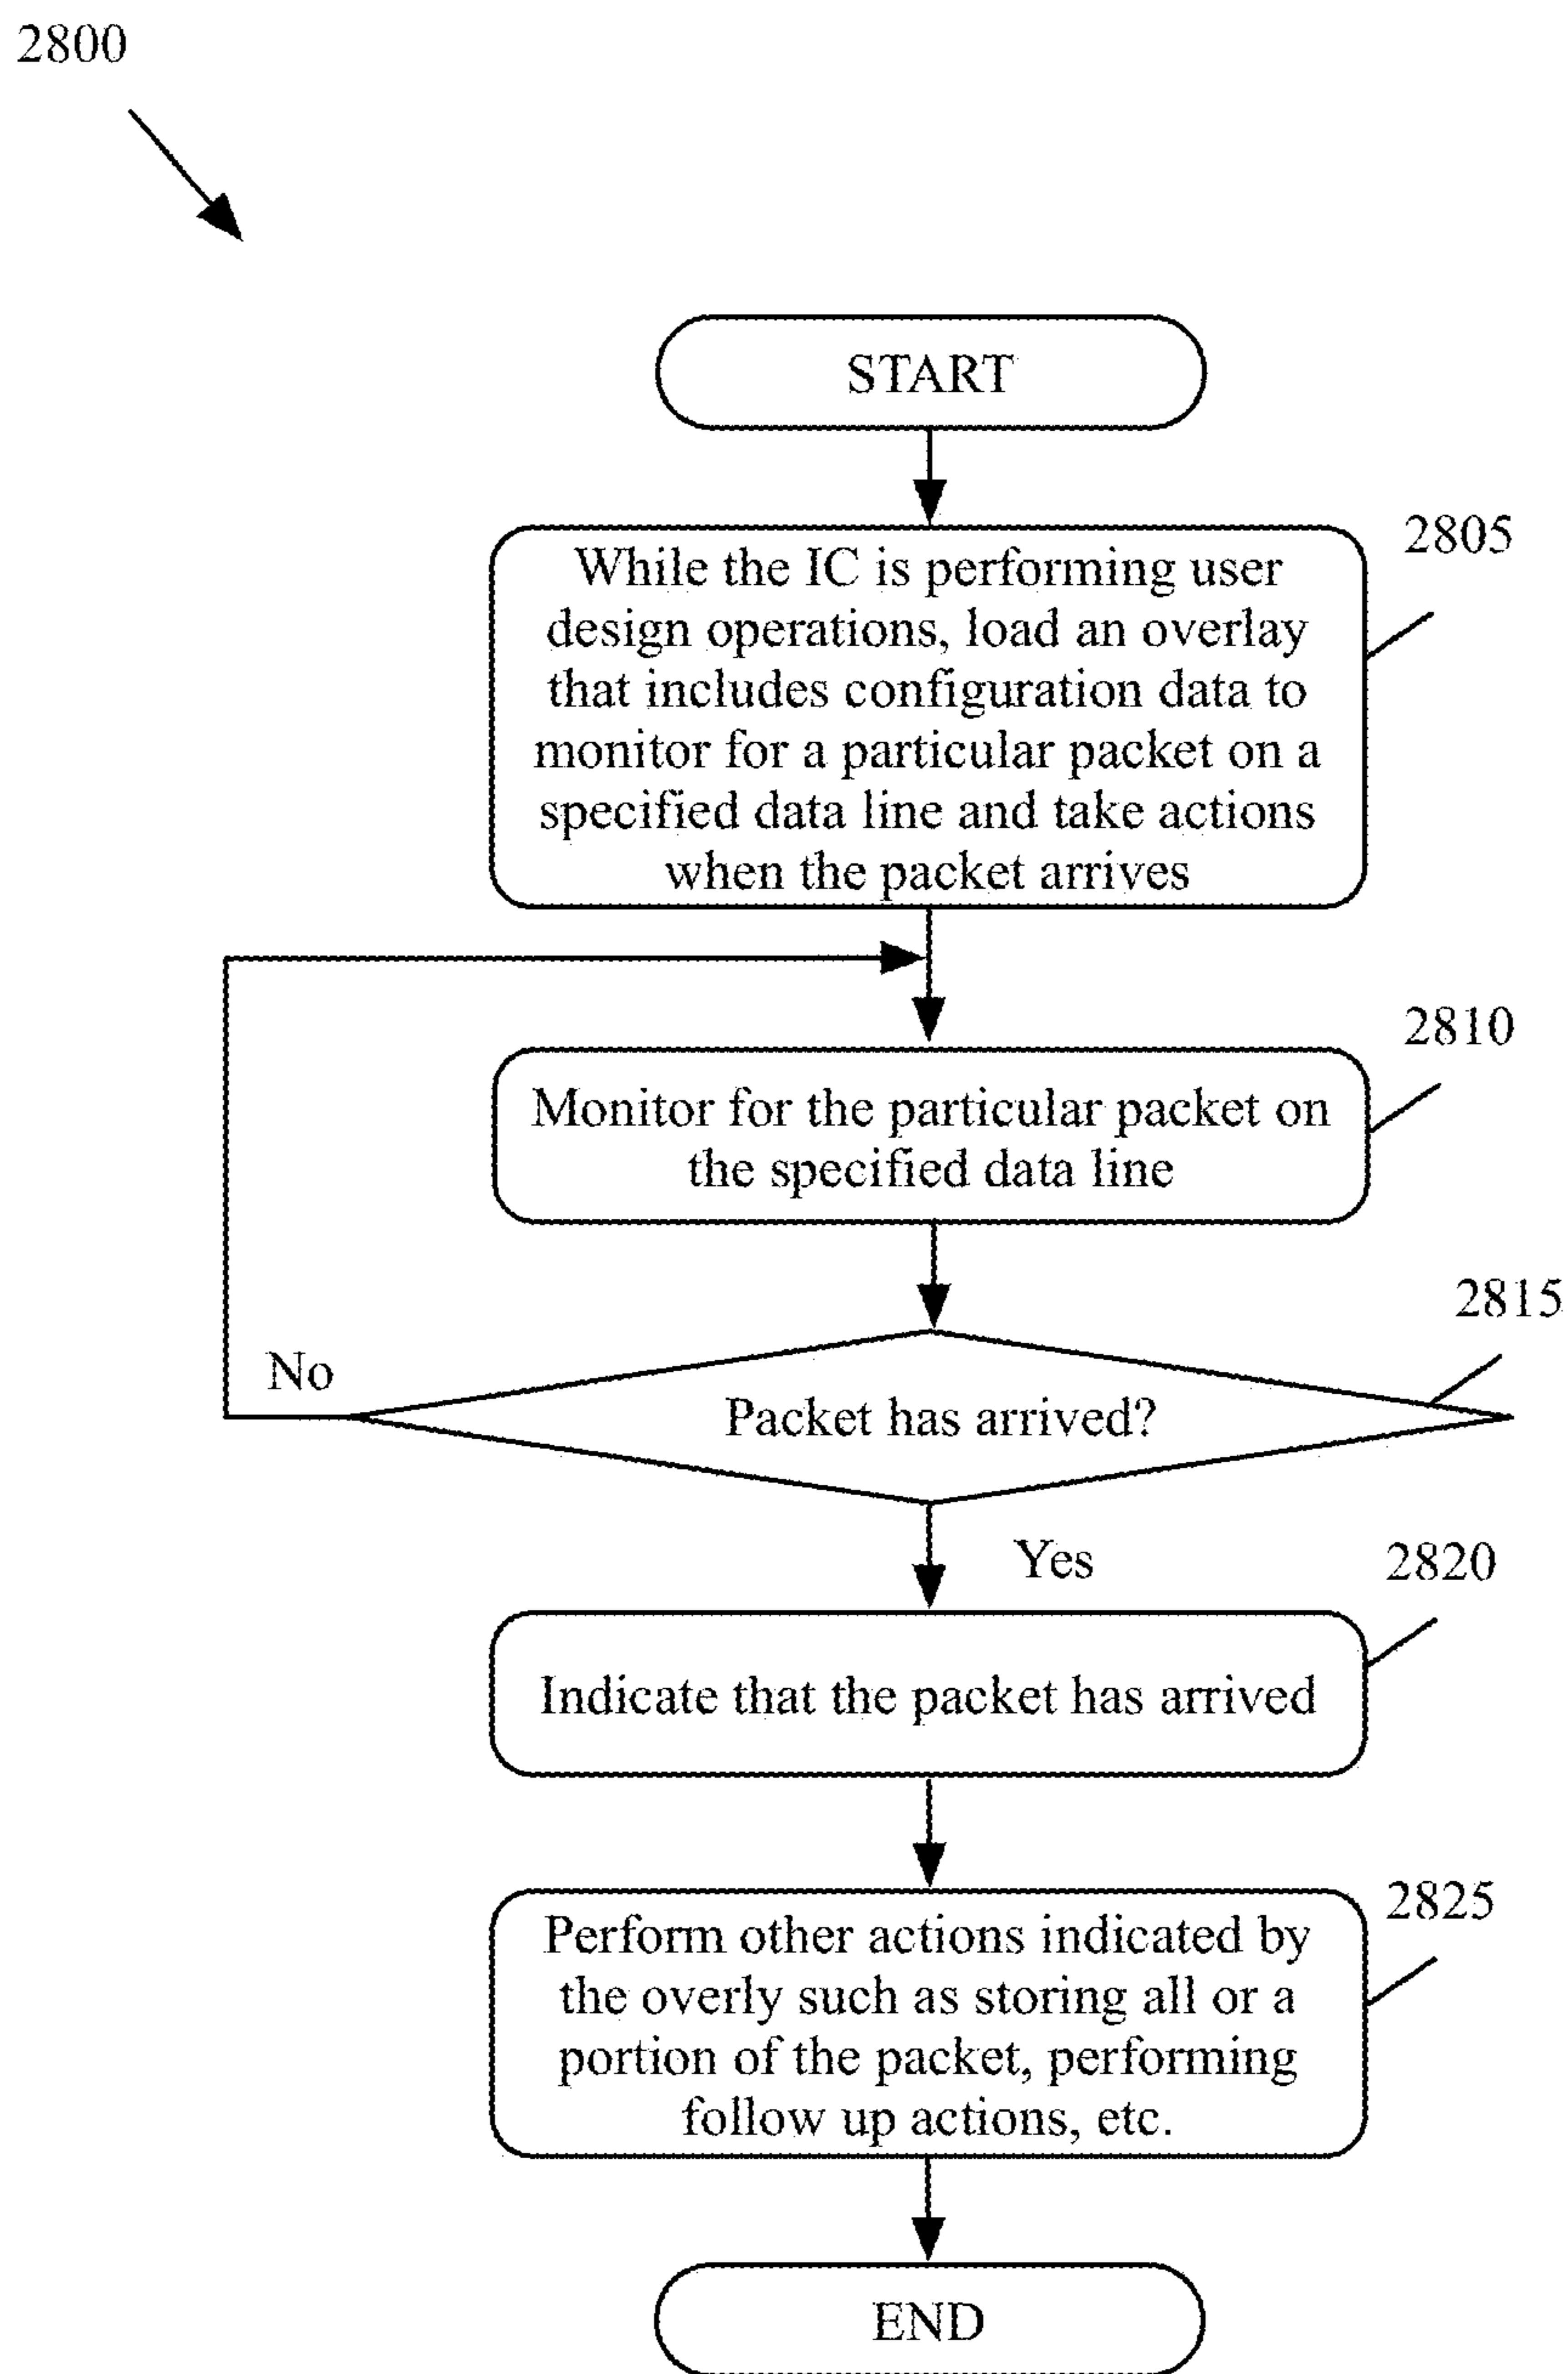 2800
START
2805
While the IC is performing user
design operations, load an overlay
that includes configuration data to
monitor for a particular packet on a
specified data line and take actions
when the packet arrives
2810
Monitor for the particular packet on
the specified data line
2815
No
Packet has arrived?
Yes
2820
Indicate that the packet has arrived
2825
Perform other actions indicated by
the overly such as storing all or a
portion of the packet, performing
follow up actions, etc.
END